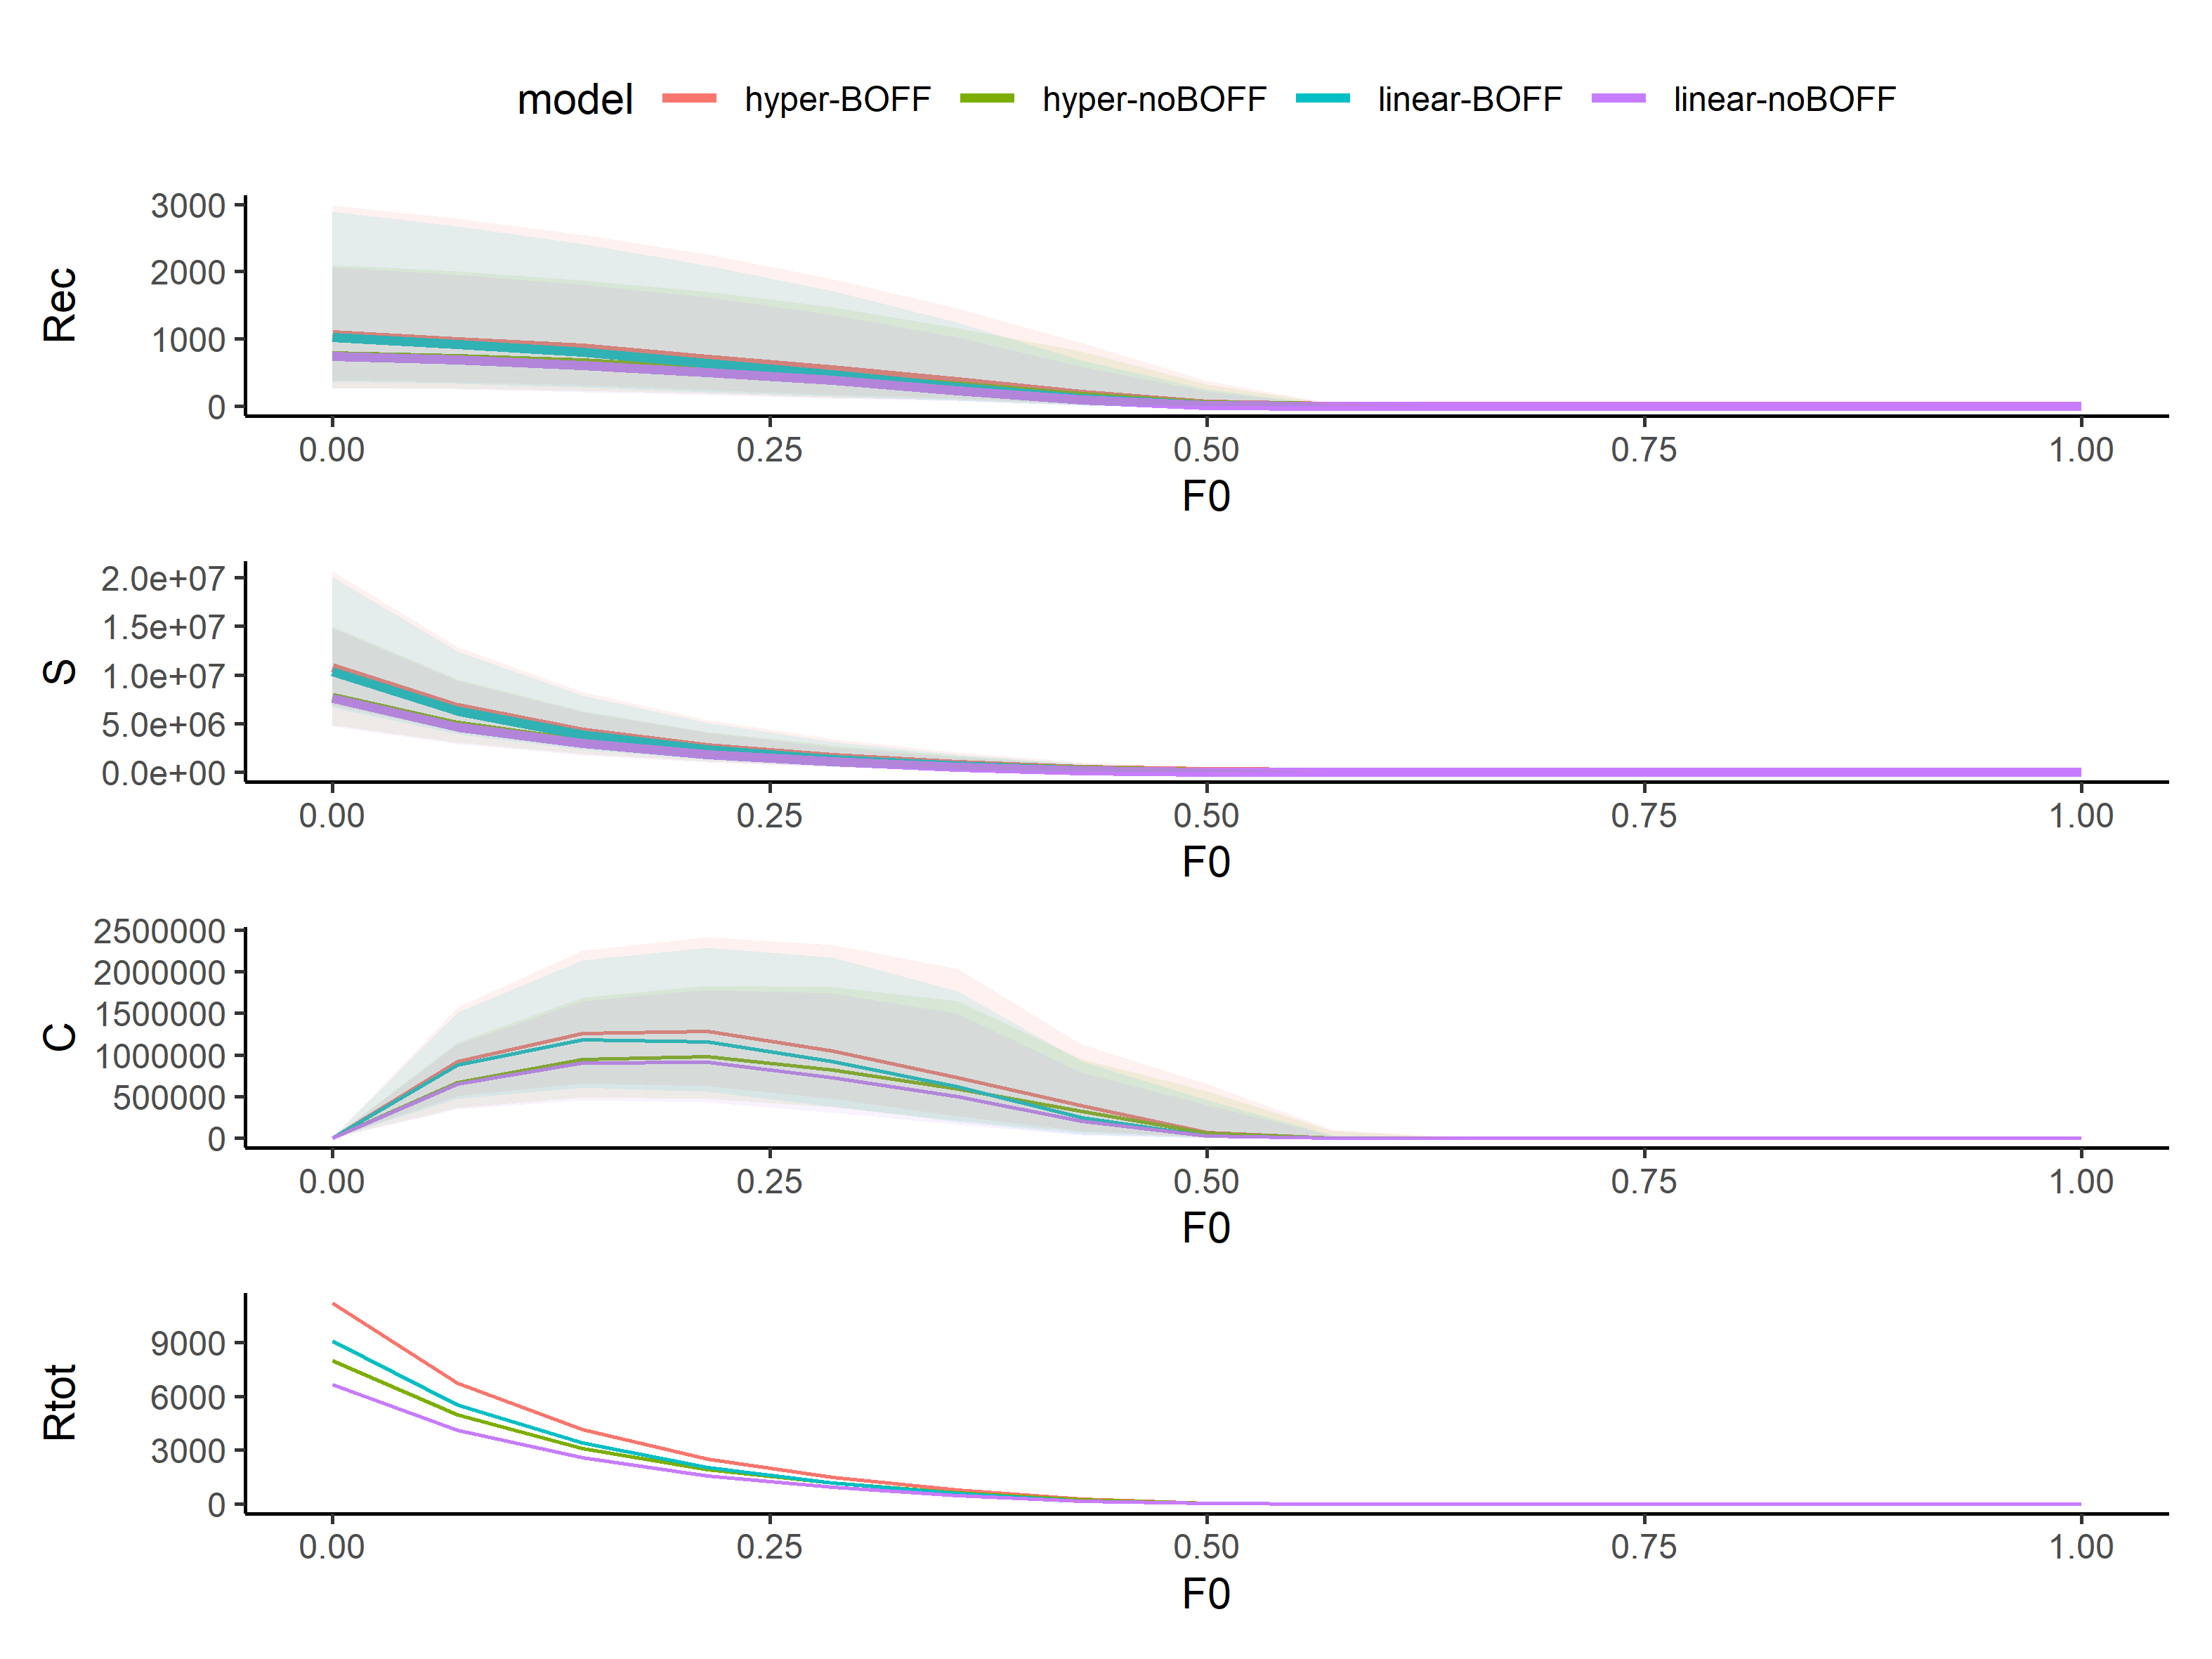 model hyper-BOFF hyper-noBOFF linear-BOFF linear-noBOFF
Rec
3000
2000
1000
0
0.00 0.25 0.50 0.75 1.00
F0
S
2.0e+07
1.5e+07
1.0e+07
5.0e+06
0.0e+00
0.00 0.25 0.50 0.75 1.00
F0
C
2500000
2000000
1500000
1000000
500000
0
0.00 0.25 0.50 0.75 1.00
F0
Rtot
9000
6000
3000
0
0.00 0.25 0.50 0.75 1.00
F0